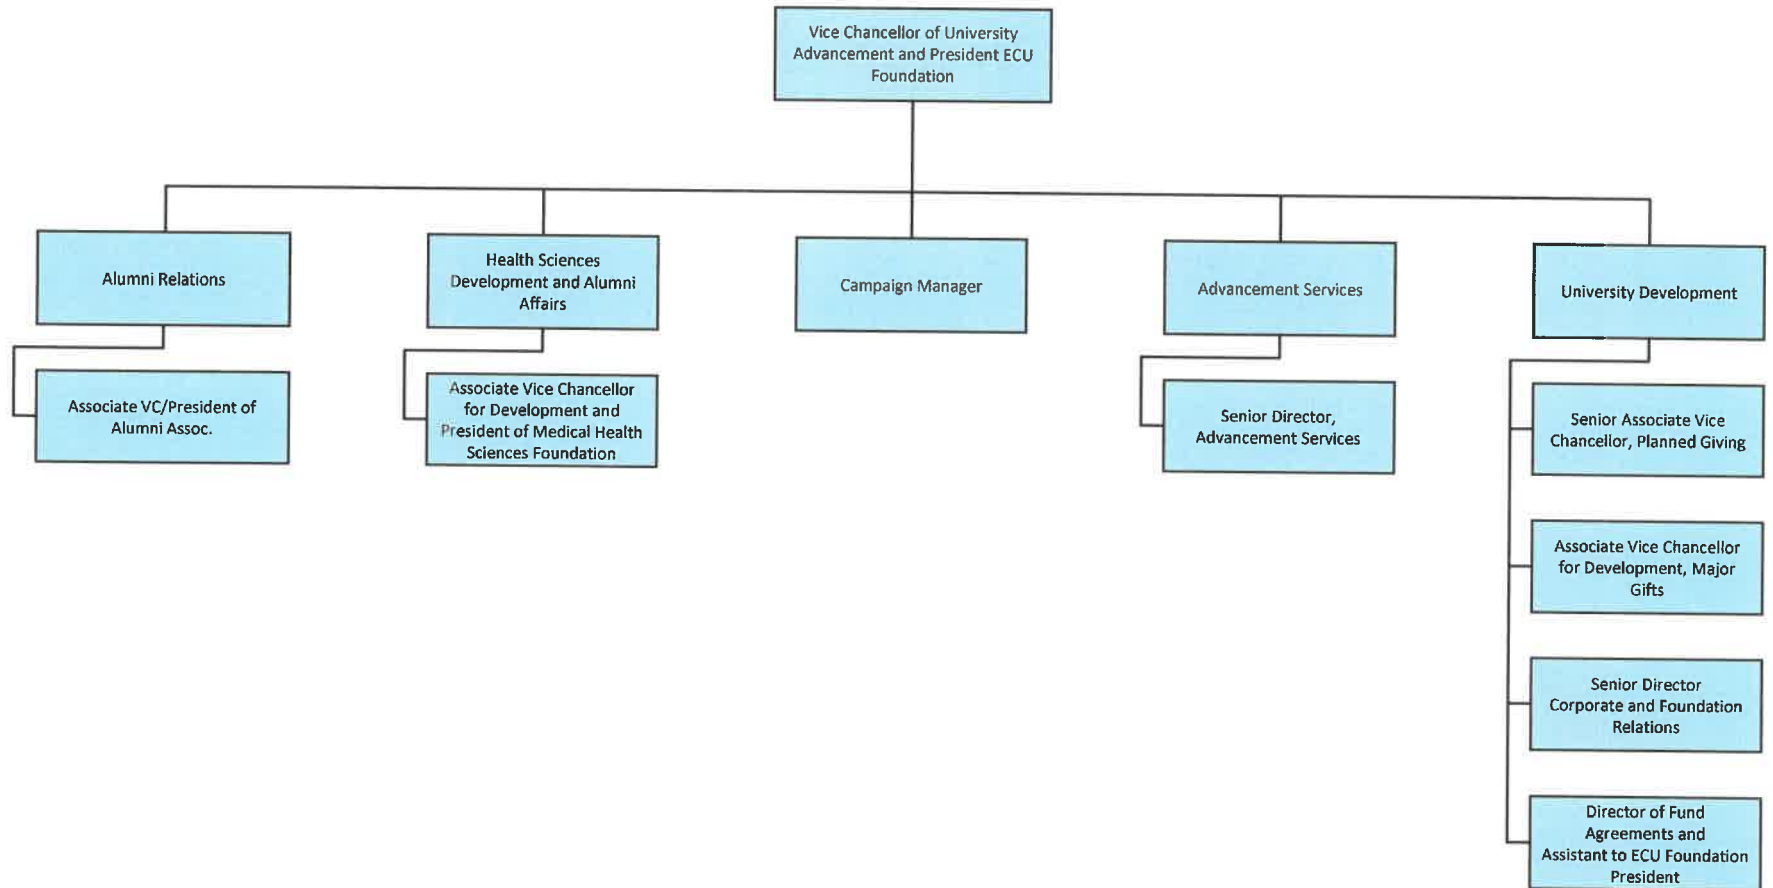 Vice Chancellor of University
Advancement and President ECU
Foundation
Alumni Relations
Health Sciences
Development and Alumni
Affairs
Campaign Manager
Advancement Services
University Development
Associate VC/President of
Alumni Assoc.
Associate Vice Chancellor
for Development and
President of Medical Health
Sciences Foundation
Senior Director,
Advancement Services
Senior Associate Vice
Chancellor, Planned Giving
Associate Vice Chancellor
for Development, Major
Gifts
Senior Director
Corporate and Foundation
Relations
Director of Fund
Agreements and
Assistant to ECU Foundation
President